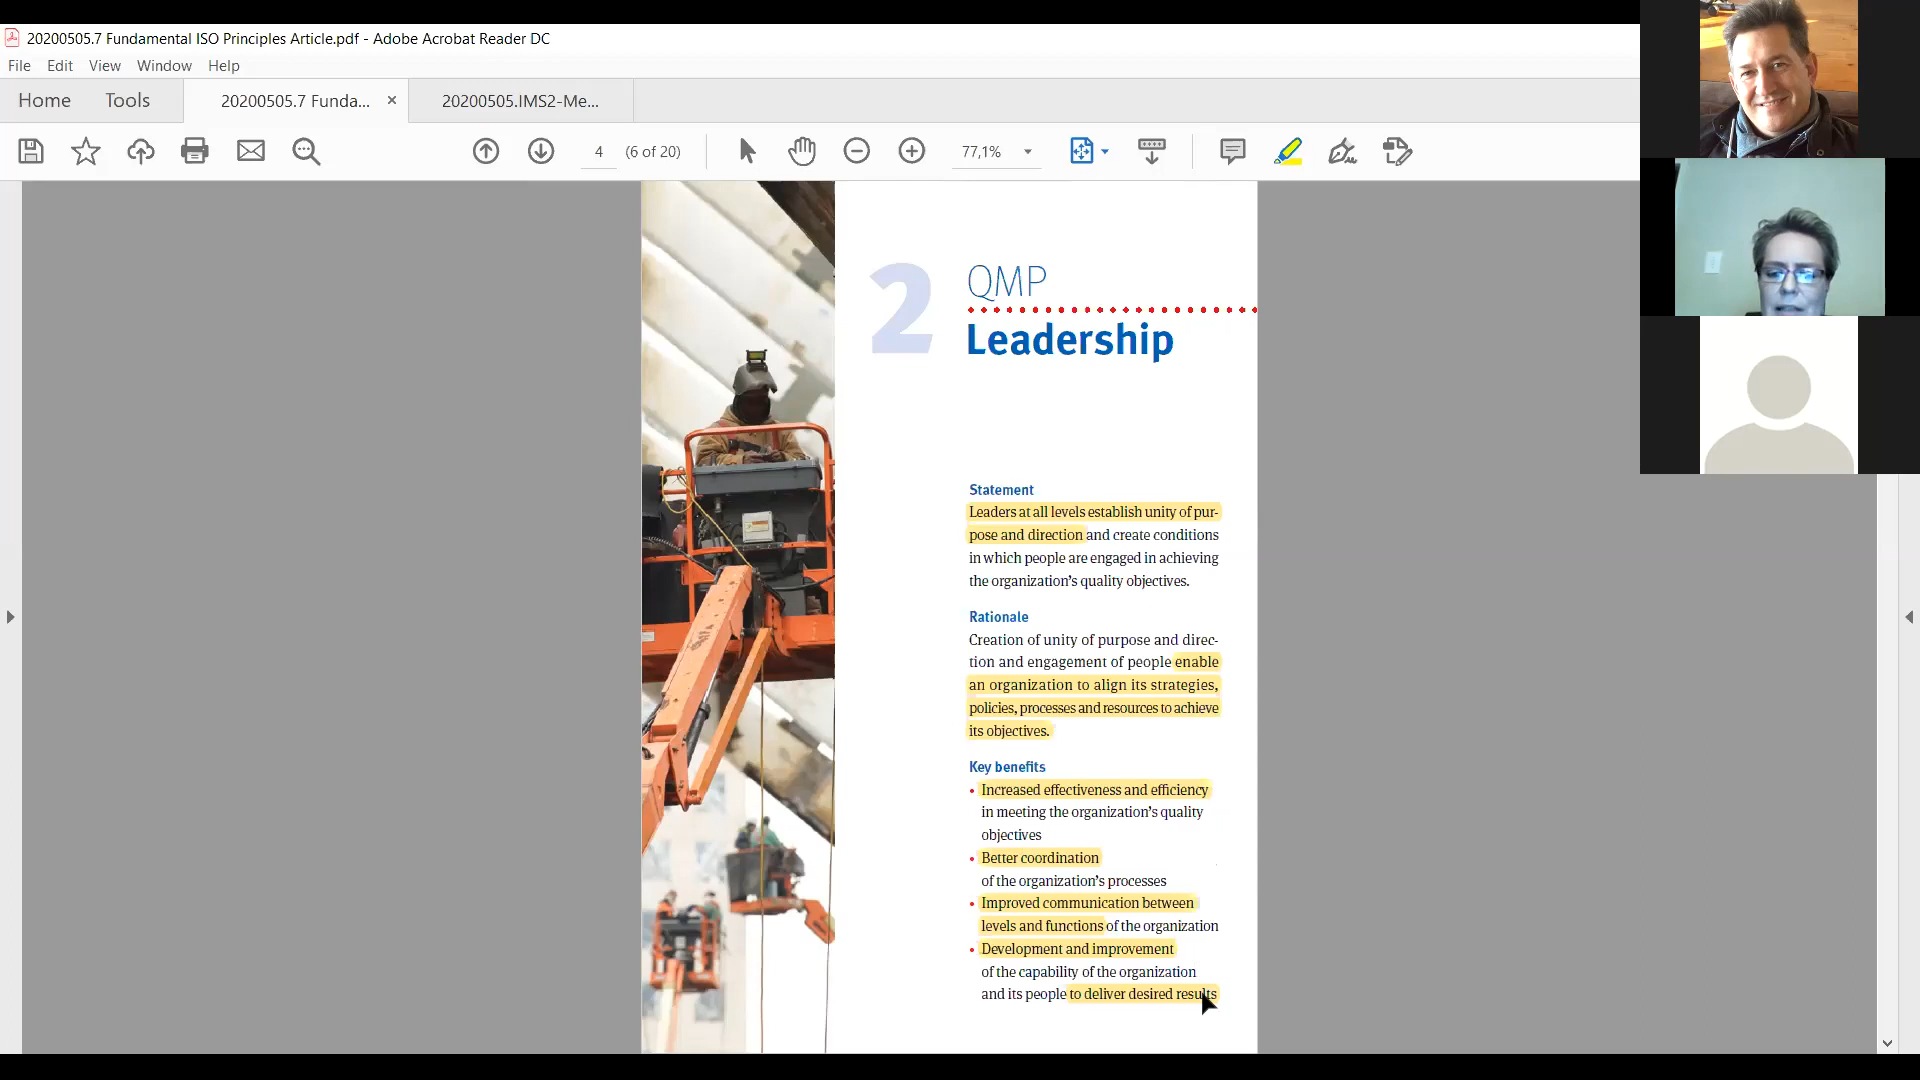 20200505.7 Fundamental ISO Principles Article.pdf - Adobe Acrobat Reader DC
File Edit View Window Help
Home Tools 20200505.7 Funda... × 20200505.IMS2-Me...
4 (6 of 20) 77,1%
2
QMP
Leadership
Statement
Leaders at all levels establish unity of pur-
pose and direction and create conditions
in which people are engaged in achieving
the organization's quality objectives.
Rationale
Creation of unity of purpose and direc-
tion and engagement of people enable
an organization to align its strategies,
policies, processes and resources to achieve
its objectives.
Key benefits
• Increased effectiveness and efficiency
in meeting the organization's quality
objectives
• Better coordination
of the organization's processes
• Improved communication between
levels and functions of the organization
• Development and improvement
of the capability of the organization
and its people to deliver desired results